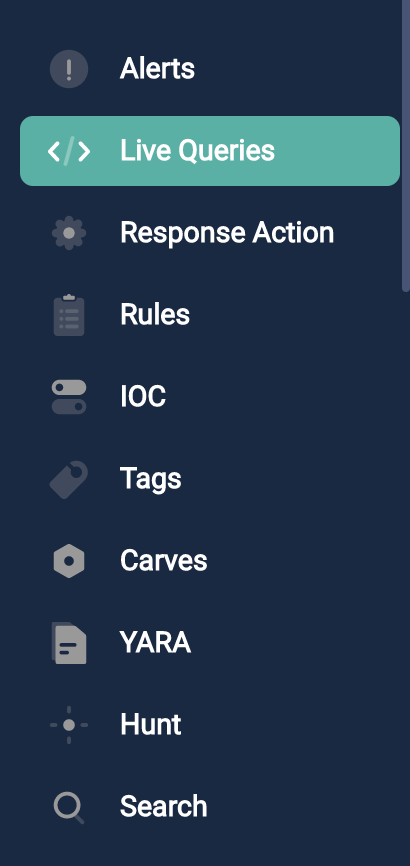 Alerts
Live Queries
Response Action
Rules
IOC
Tags
Carves
YARA
Hunt
Search